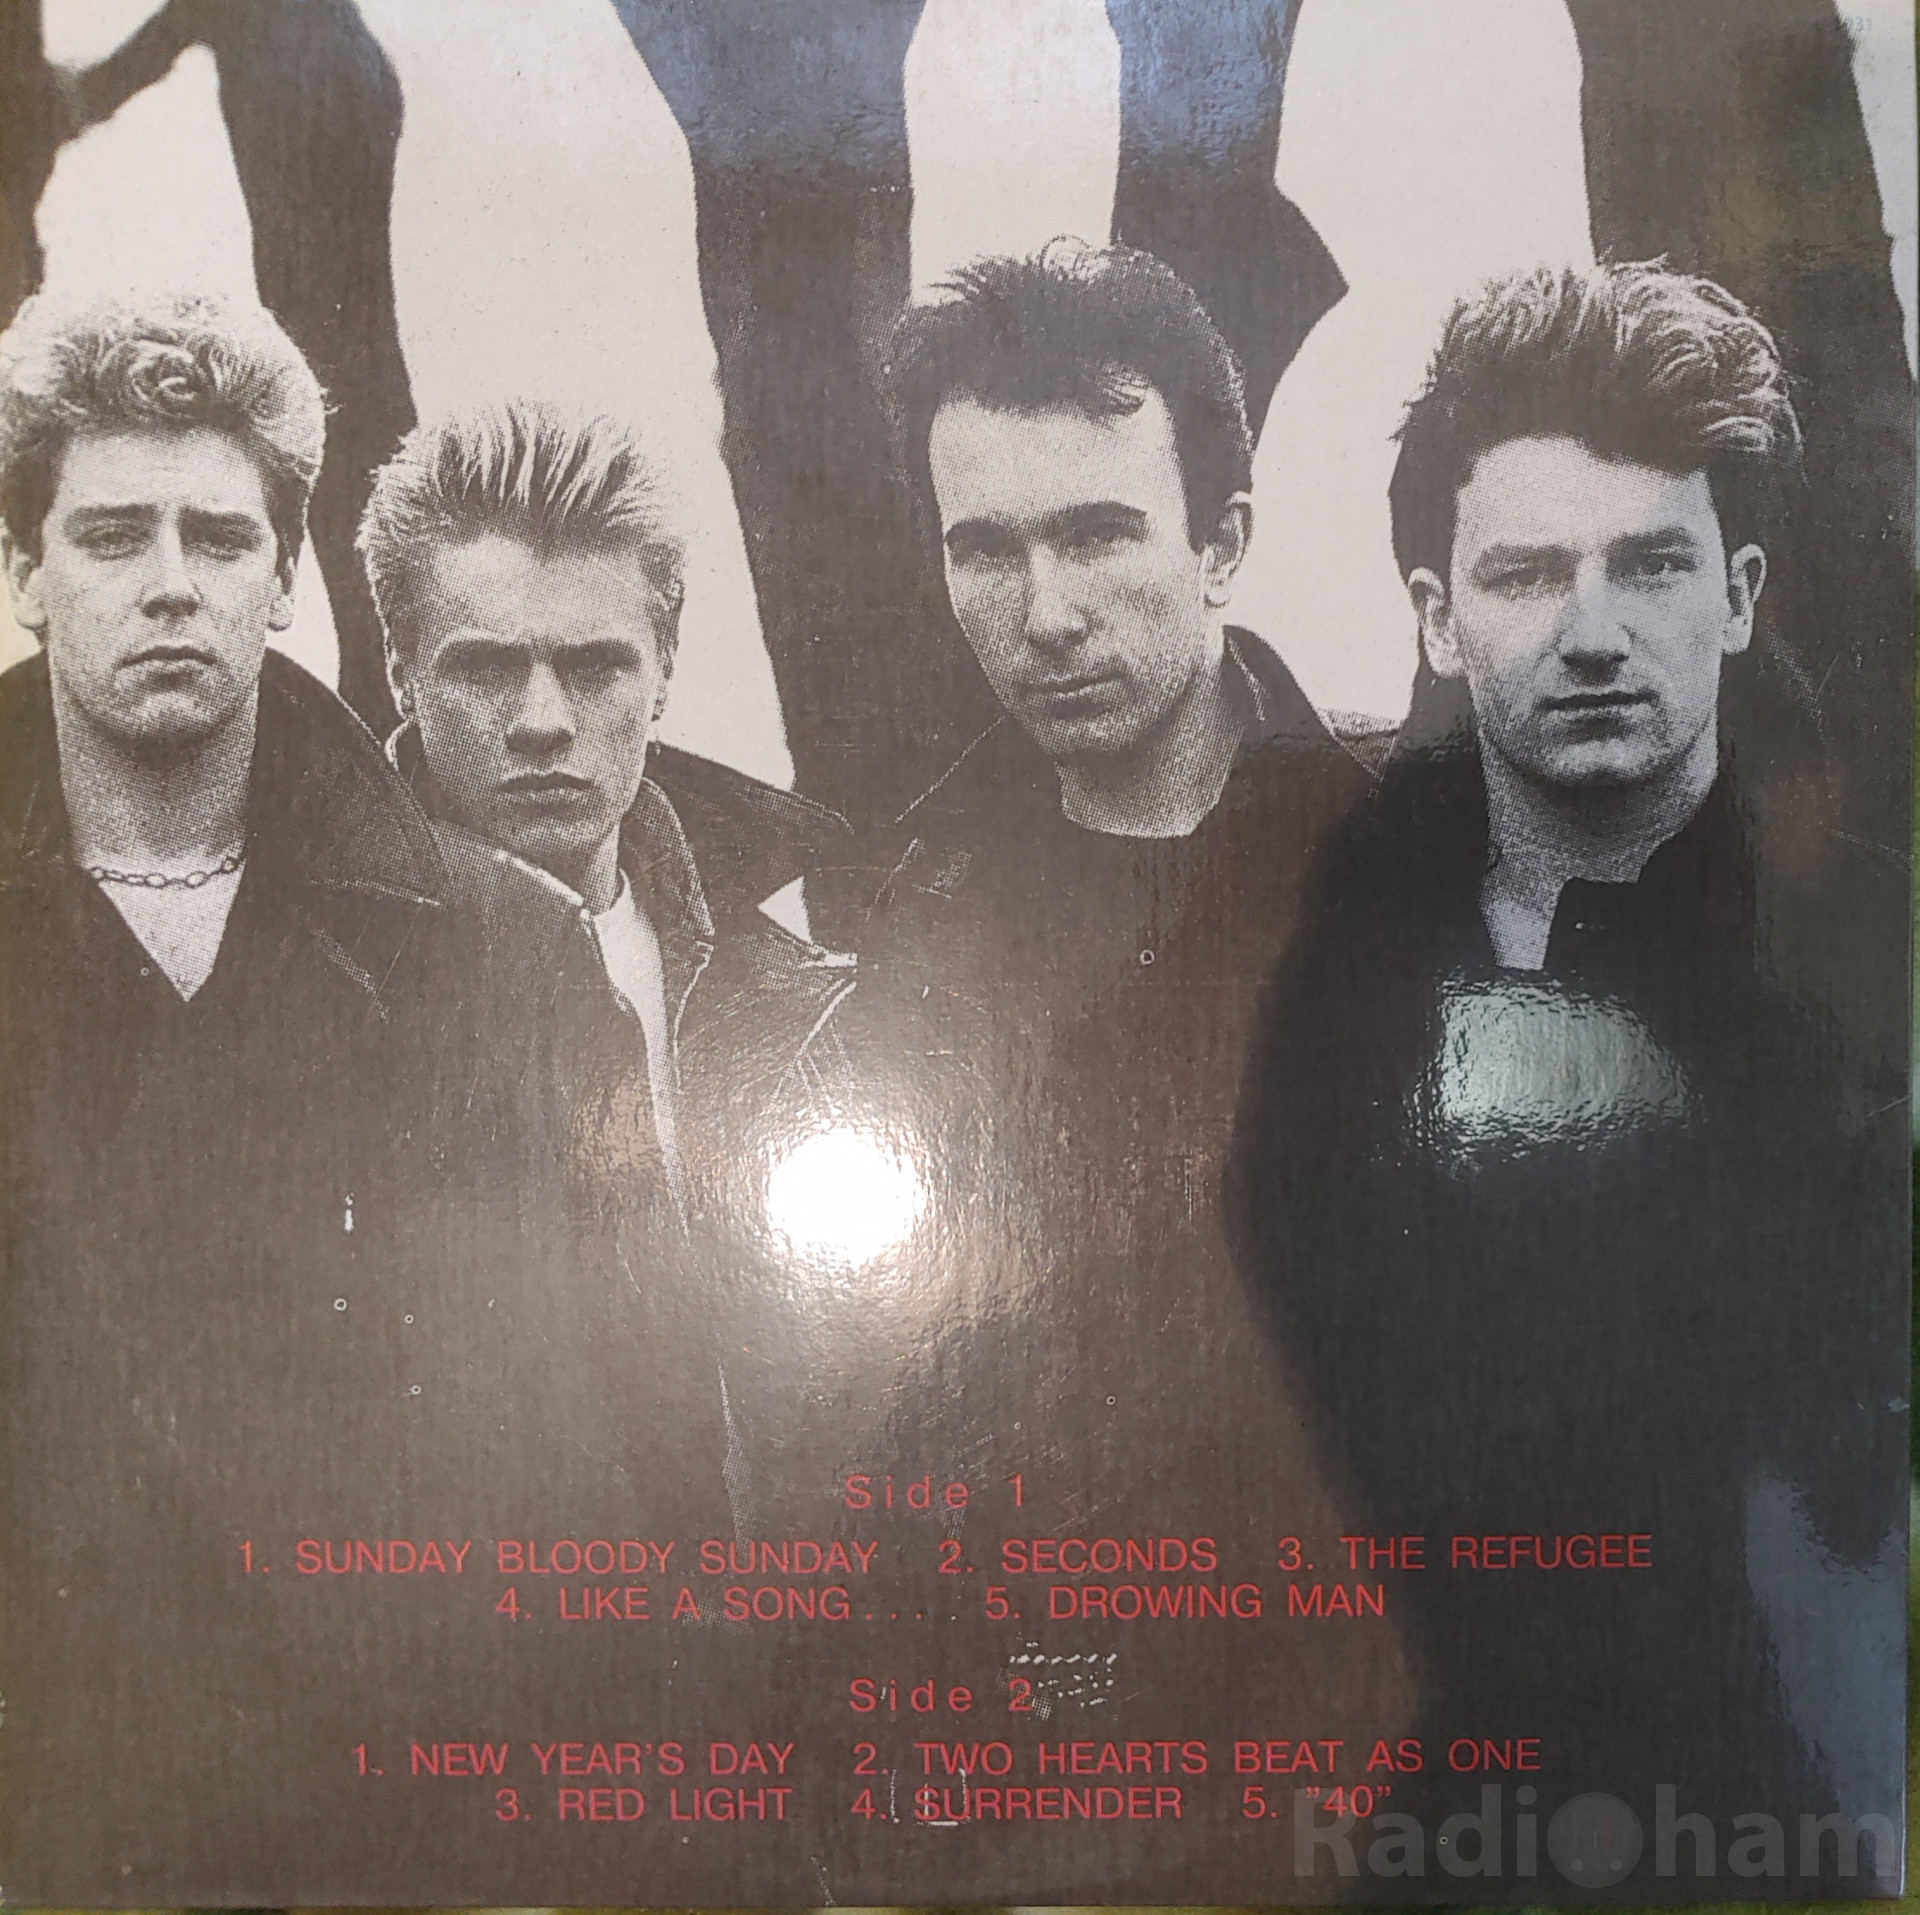 931
Side 1
1. SUNDAY BLOODY SUNDAY 2. SECONDS 3. THE REFUGEE
4. LIKE A SONG... 5. DROWING MAN
Side 2
1. NEW YEAR'S DAY 2. TWO HEARTS BEAT AS ONE
3. RED LIGHT 4. SURRENDER 5. ”40”
Radioham